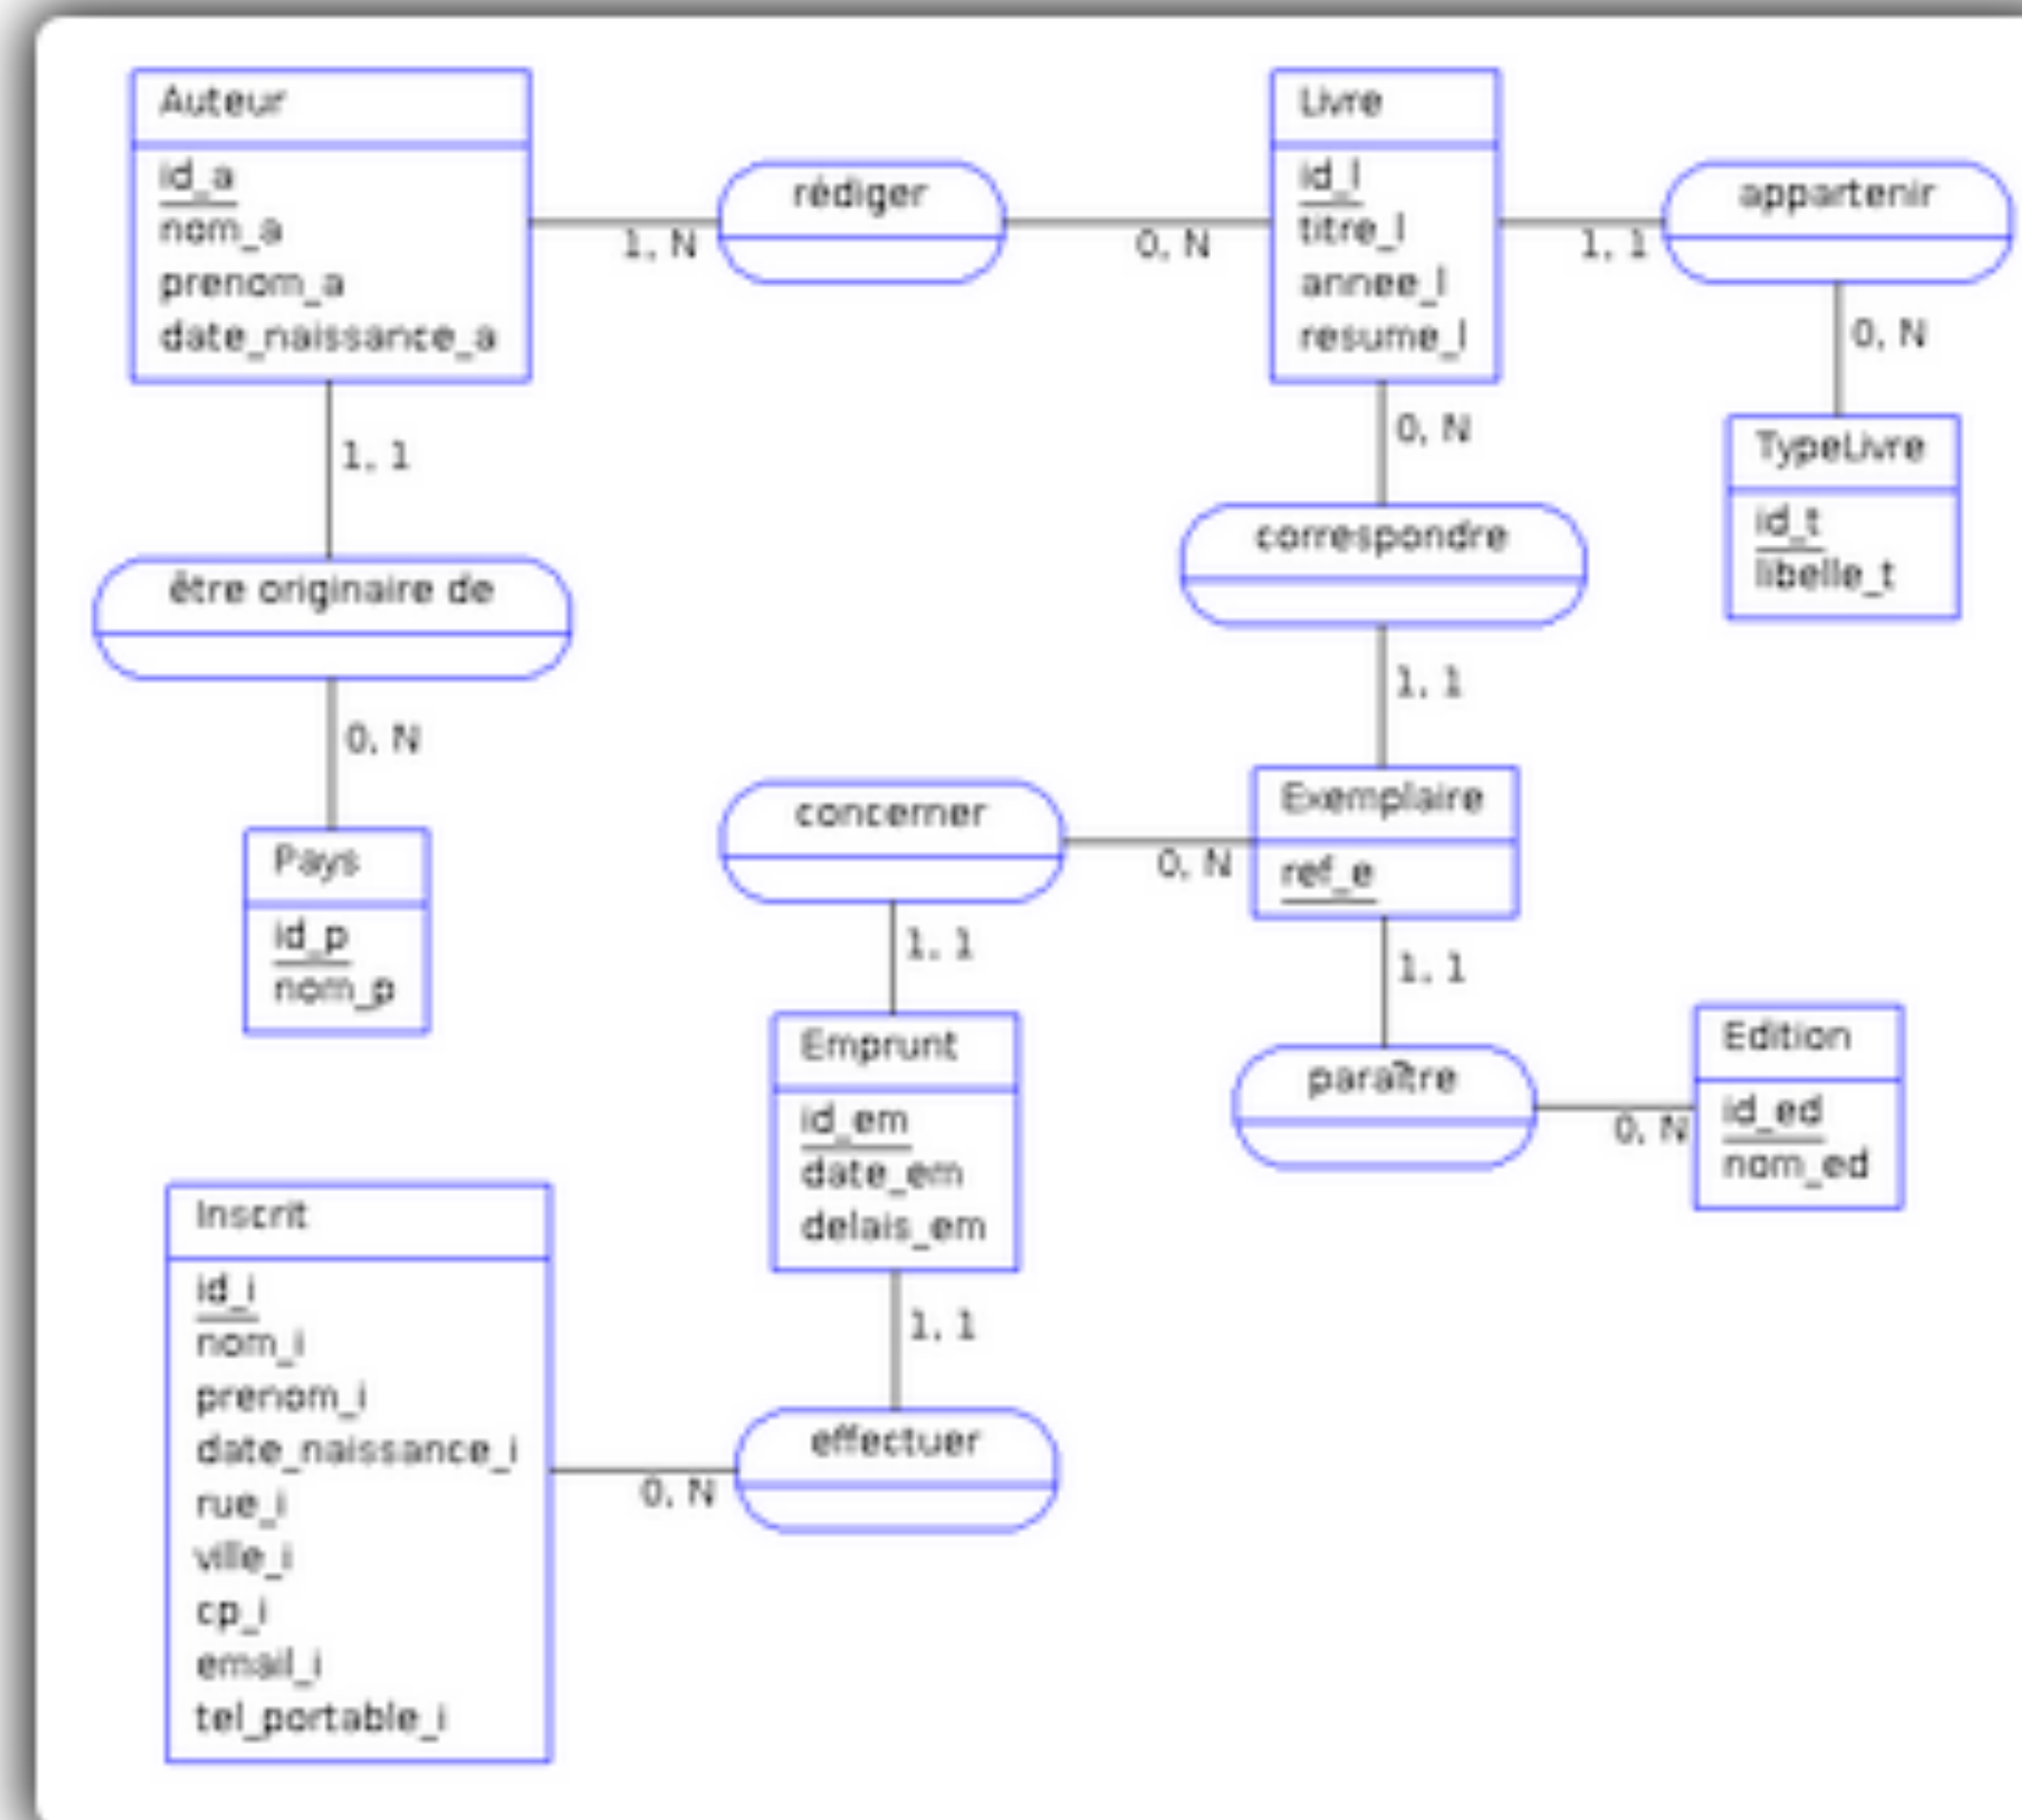 Auteur
id_a
nom_a
prenom_a
date_naissance_a
1, N
rédiger
0, N
Livre
id_l
titre_l
annee_l
resume_l
1, 1
appartenir
0, N
TypeLivre
id_t
libelle_t
1, 1
être originaire de
0, N
Pays
id_p
nom_p
0, N
correspondre
1, 1
Exemplaire
ref_e
concerner
0, N
1, 1
Emprunt
id_em
date_em
delais_em
1, 1
paraître
0, N
Edition
id_ed
nom_ed
1, 1
effectuer
0, N
Inscrit
id_i
nom_i
prenom_i
date_naissance_i
rue_i
ville_i
cp_i
email_i
tel_portable_i